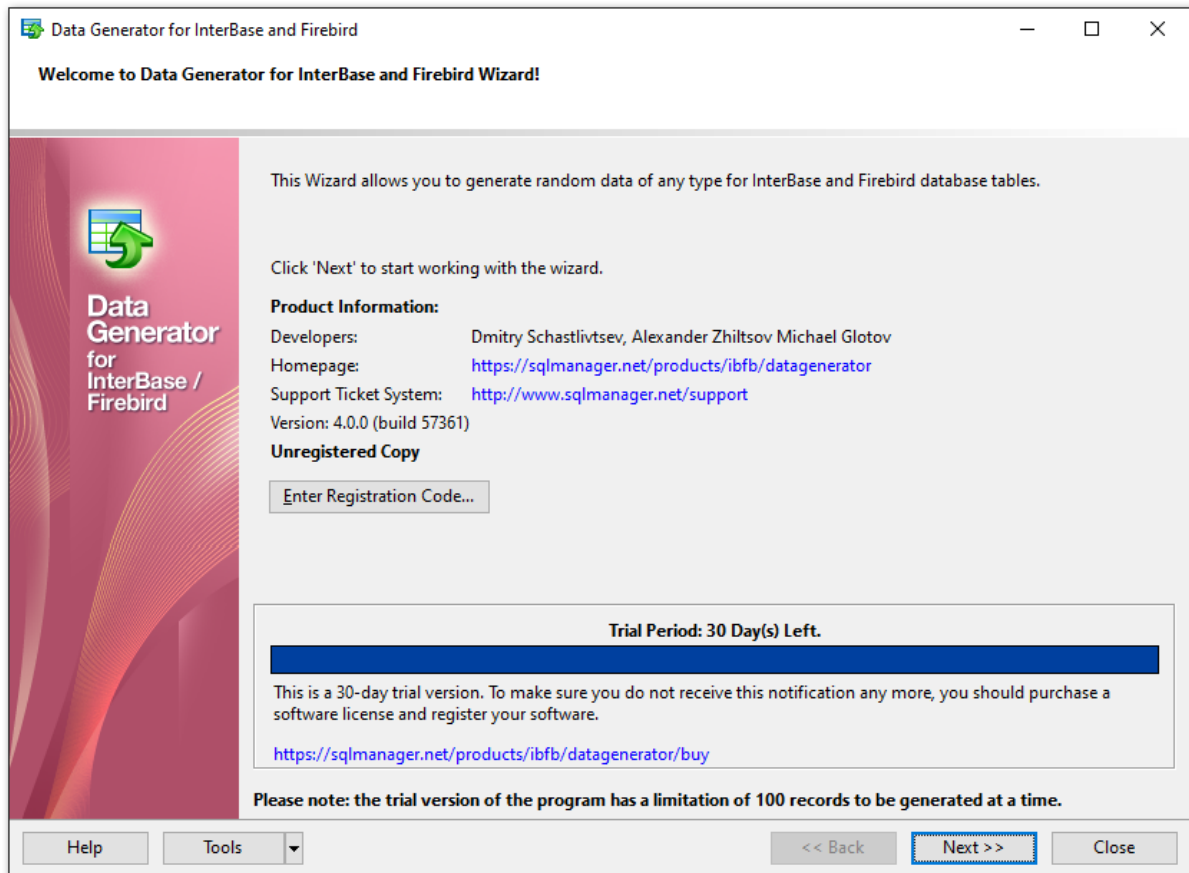 Data Generator for InterBase and Firebird
Welcome to Data Generator for InterBase and Firebird Wizard!
Data
Generator
for
InterBase /
Firebird
This Wizard allows you to generate random data of any type for InterBase and Firebird database tables.
Click 'Next' to start working with the wizard.
Product Information:
Developers: Dmitry Schastlivtsev, Alexander Zhiltsov Michael Glotov
Homepage: https://sqlmanager.net/products/ibfb/datagenerator
Support Ticket System: http://www.sqlmanager.net/support
Version: 4.0.0 (build 57361)
Unregistered Copy
Enter Registration Code...
Trial Period: 30 Day(s) Left.
This is a 30-day trial version. To make sure you do not receive this notification any more, you should purchase a
software license and register your software.
https://sqlmanager.net/products/ibfb/datagenerator/buy
Please note: the trial version of the program has a limitation of 100 records to be generated at a time.
Help Tools << Back Next >> Close